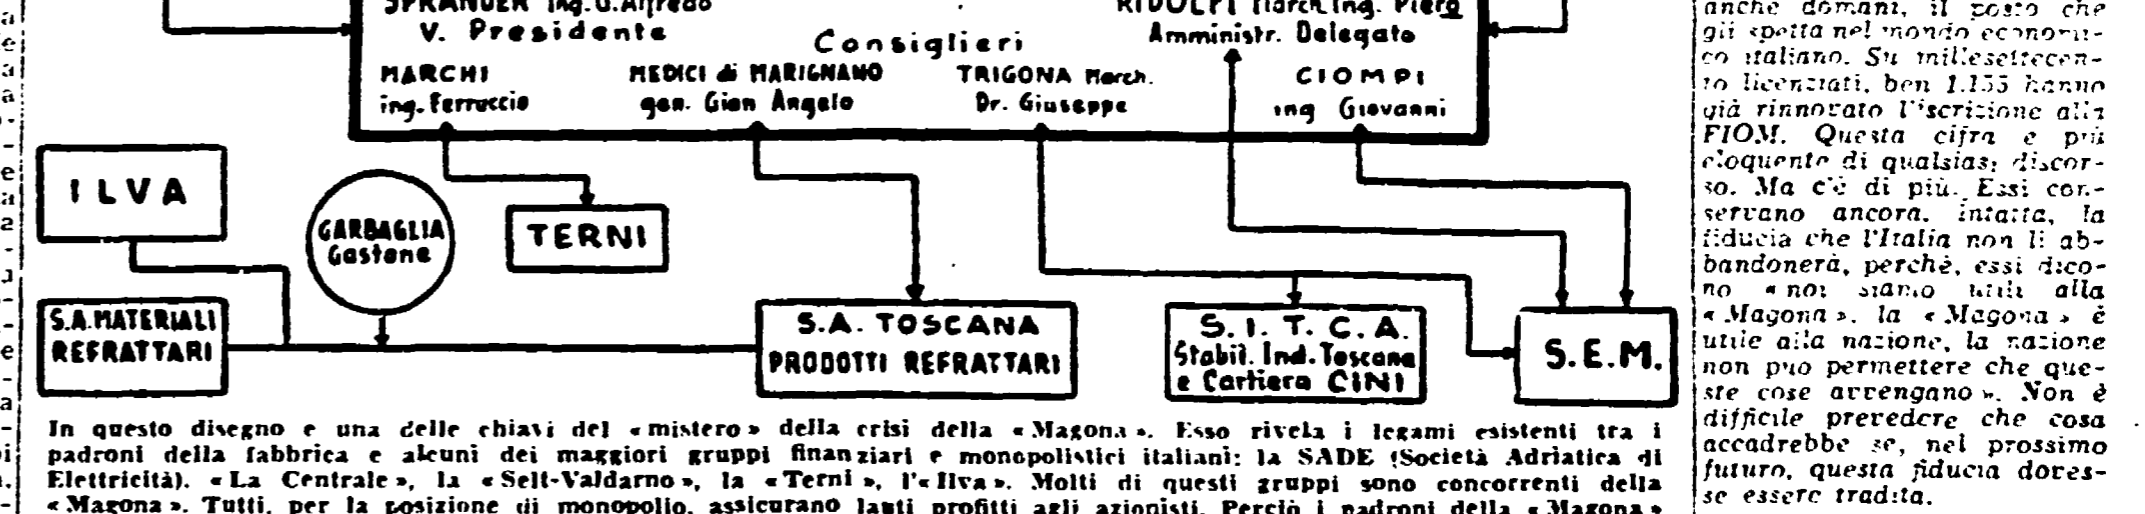 SPRANGER ing. G. Alfredo
V. Presidente
RIDOLFI March. Ing. Piero
Amministr. Delegato
Consiglieri
MARCHI
ing. Ferruccio
MEDICI di MARIGNANO
gen. Gian Angelo
TRIGONA March.
Dr. Giuseppe
CIOMPI
ing Giovanni
ILVA
GARBAGLIA
Gastone
TERNI
S.A. MATERIALI
REFRATTARI
S.A. TOSCANA
PRODOTTI REFRATTARI
S. I. T. C. A.
Stabil. Ind. Toscana
e Cartiera CINI
S.E.M.
In questo disegno e una delle chiavi del «mistero» della crisi della «Magona». Esso rivela i legami esistenti tra i
padroni della fabbrica e alcuni dei maggiori gruppi finanziari e monopolistici italiani: la SADE (Società Adriatica di
Elettricità). «La Centrale», la «Selt-Valdarno», la «Terni», l'«Ilva». Molti di questi gruppi sono concorrenti della
«Magona». Tutti, per la posizione di monopolio, assicurano lauti profitti agli azionisti. Perciò i padroni della «Magona»
anche domani, il posto che
gli spetta nel mondo economi-
co italiano. Su millesettecen-
to licenziati, ben 1.155 hanno
già rinnovato l'iscrizione alla
FIOM. Questa cifra e più
eloquente di qualsiasi discor-
so. Ma c'è di più. Essi con-
servano ancora, intatta, la
fiducia che l'Italia non li ab-
bandonerà, perchè, essi dico-
no «noi siamo utili alla
«Magona», la «Magona» è
utile alla nazione, la nazione
non può permettere che que-
ste cose avvengano». Non è
difficile prevedere che cosa
accadrebbe se, nel prossimo
futuro, questa fiducia doves-
se essere tradita.